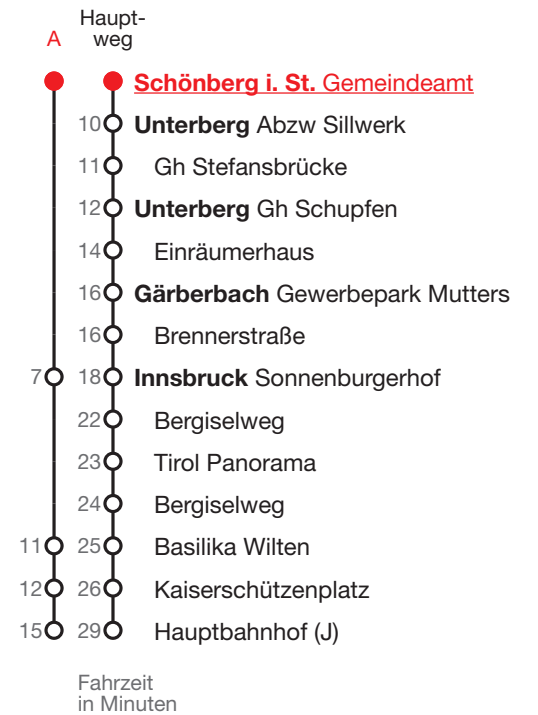 Haupt-
A weg
Schönberg i. St. Gemeindeamt
10 Unterberg Abzw Sillwerk
11 Gh Stefansbrücke
12 Unterberg Gh Schupfen
14 Einräumerhaus
16 Gärberbach Gewerbepark Mutters
16 Brennerstraße
7 18 Innsbruck Sonnenburgerhof
22 Bergiselweg
23 Tirol Panorama
24 Bergiselweg
11 25 Basilika Wilten
12 26 Kaiserschützenplatz
15 29 Hauptbahnhof (J)
Fahrzeit
in Minuten